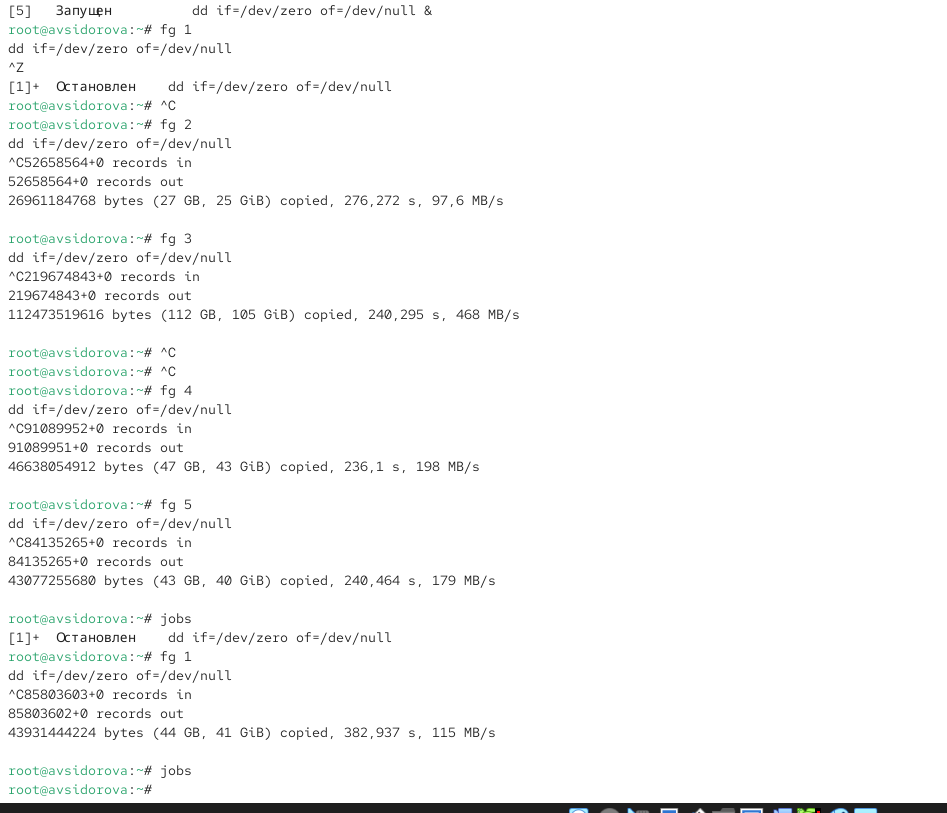 [5]   Запущен          dd if=/dev/zero of=/dev/null &
root@avsidorova:~# fg 1
dd if=/dev/zero of=/dev/null
^Z
[1]+  Остановлен    dd if=/dev/zero of=/dev/null
root@avsidorova:~# ^C
root@avsidorova:~# fg 2
dd if=/dev/zero of=/dev/null
^C52658564+0 records in
52658564+0 records out
26961184768 bytes (27 GB, 25 GiB) copied, 276,272 s, 97,6 MB/s
root@avsidorova:~# fg 3
dd if=/dev/zero of=/dev/null
^C219674843+0 records in
219674843+0 records out
112473519616 bytes (112 GB, 105 GiB) copied, 240,295 s, 468 MB/s
root@avsidorova:~# ^C
root@avsidorova:~# ^C
root@avsidorova:~# fg 4
dd if=/dev/zero of=/dev/null
^C91089952+0 records in
91089951+0 records out
46638054912 bytes (47 GB, 43 GiB) copied, 236,1 s, 198 MB/s
root@avsidorova:~# fg 5
dd if=/dev/zero of=/dev/null
^C84135265+0 records in
84135265+0 records out
43077255680 bytes (43 GB, 40 GiB) copied, 240,464 s, 179 MB/s
root@avsidorova:~# jobs
[1]+  Остановлен    dd if=/dev/zero of=/dev/null
root@avsidorova:~# fg 1
dd if=/dev/zero of=/dev/null
^C85803603+0 records in
85803602+0 records out
43931444224 bytes (44 GB, 41 GiB) copied, 382,937 s, 115 MB/s
root@avsidorova:~# jobs
root@avsidorova:~#